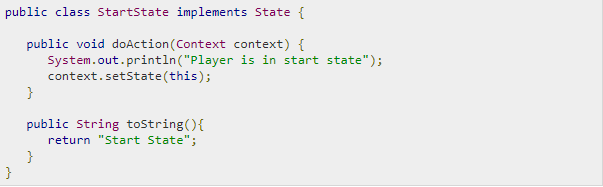 public class StartState implements State {
   public void doAction(Context context) {
      System.out.println("Player is in start state");
      context.setState(this);
   }
   public String toString(){
      return "Start State";
   }
}